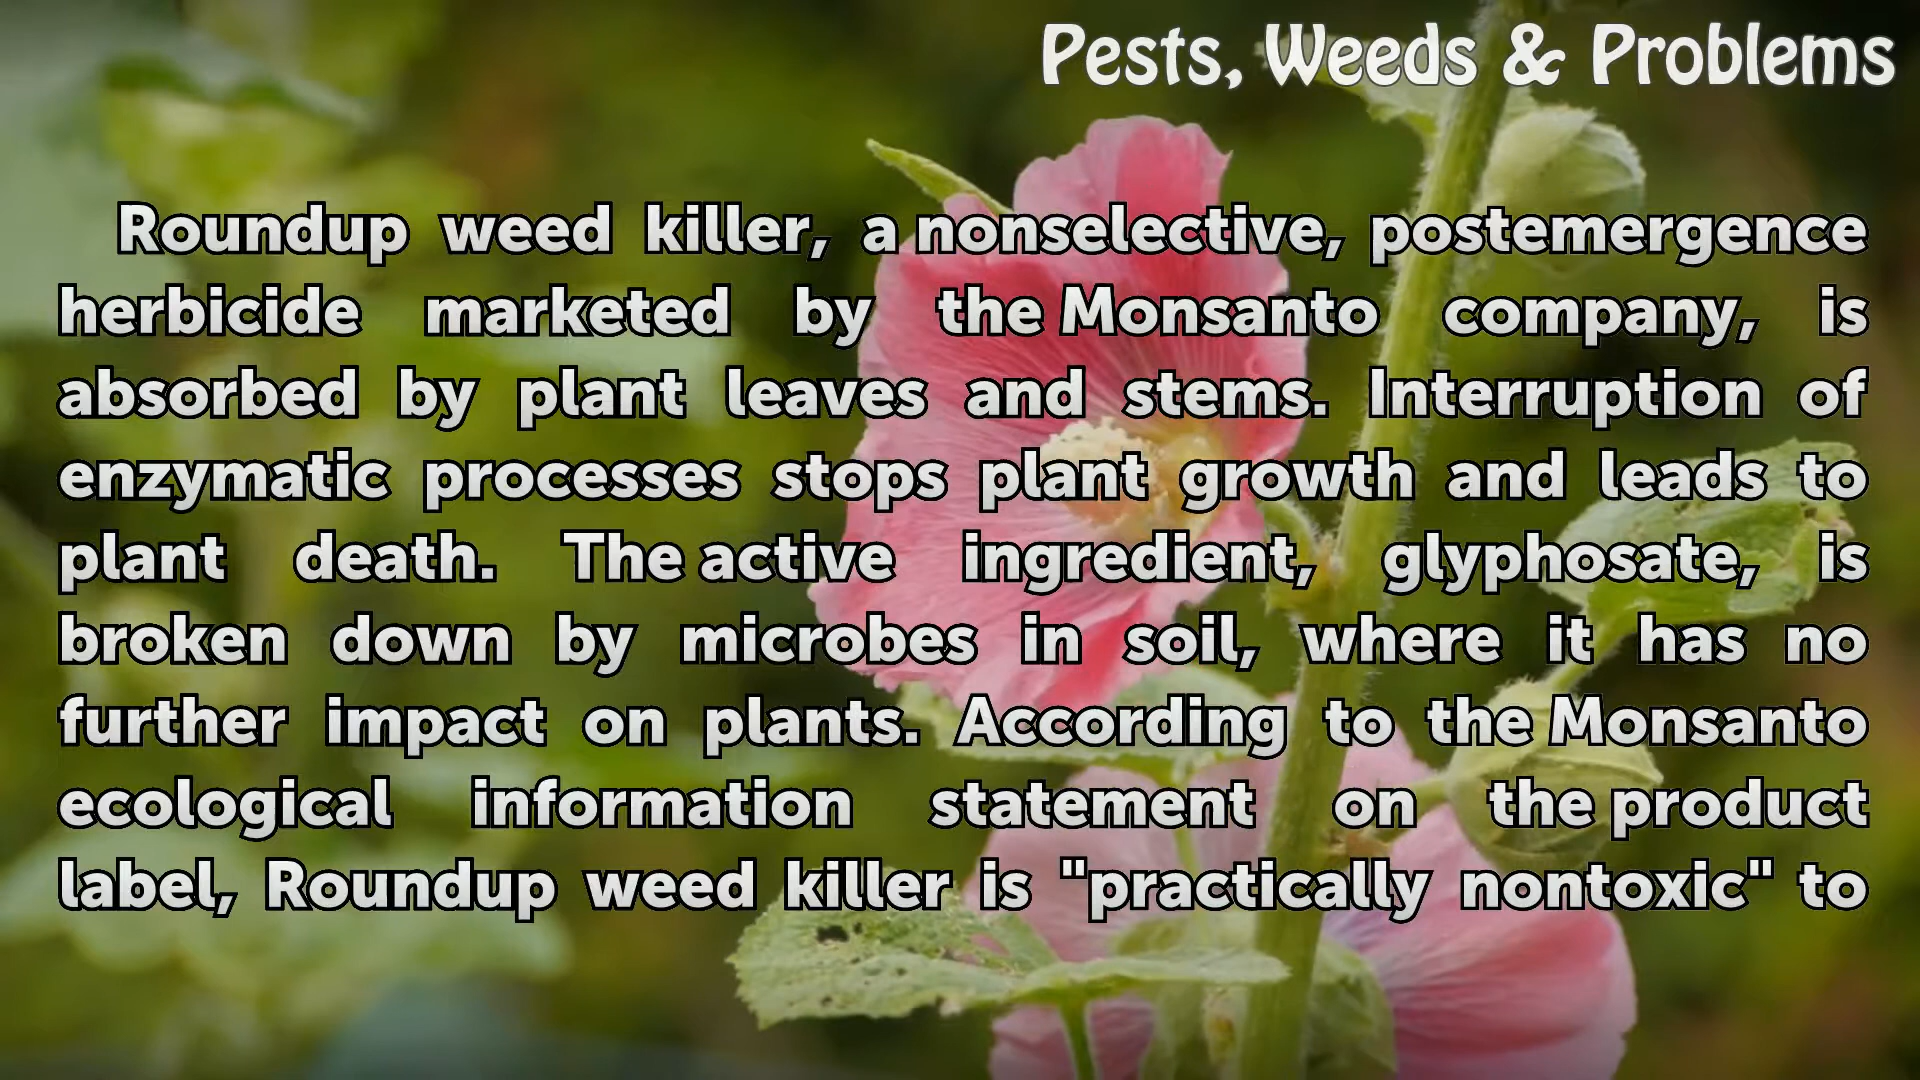 Pests, Weeds & Problems
Roundup weed killer, a nonselective, postemergence
herbicide marketed by the Monsanto company, is
absorbed by plant leaves and stems. Interruption of
enzymatic processes stops plant growth and leads to
plant death. The active ingredient, glyphosate, is
broken down by microbes in soil, where it has no
further impact on plants. According to the Monsanto
ecological information statement on the product
label, Roundup weed killer is "practically nontoxic" to